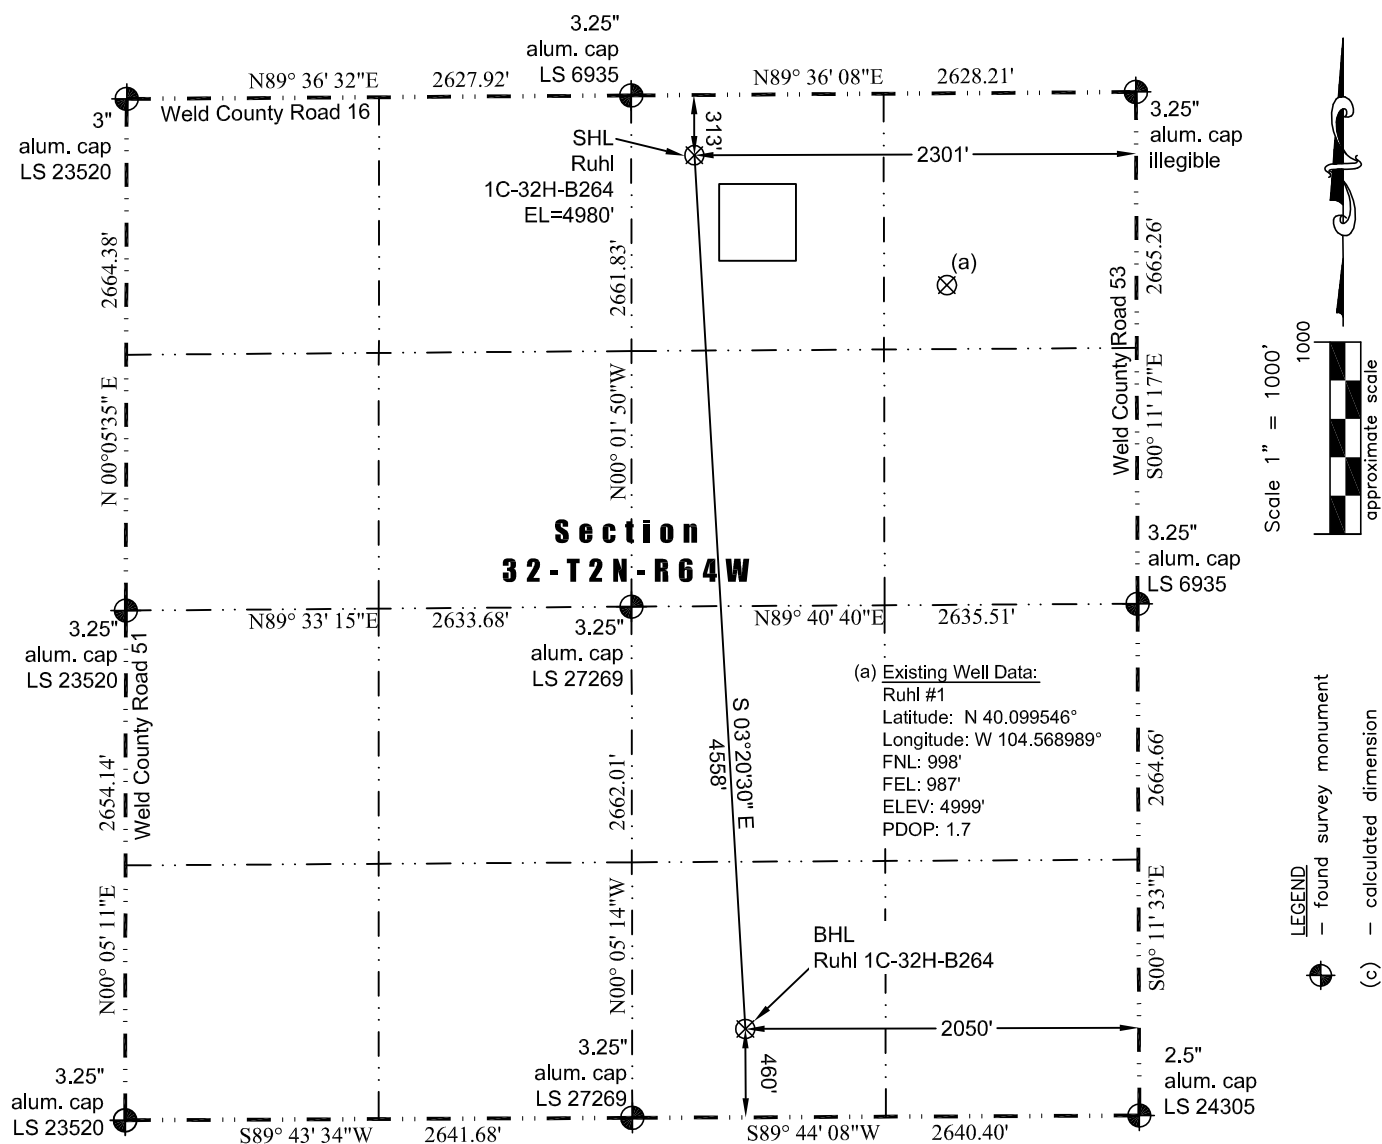 3.25"
alum. cap
LS 6935
N89° 36' 32"E
2627.92'
N89° 36' 08"E
2628.21'
Weld County Road 16
3"
alum. cap
LS 23520
3.25"
alum. cap
illegible
313'
SHL
Ruhl
1C-32H-B264
EL=4980'
2301'
(a)
2664.38'
2661.83'
2665.26'
Weld County Road 53
N 00°05'35" E
N00° 01' 50"W
S00° 11' 17"E
Scale 1" = 1000'
1000
approximate scale
Section
32-T2N-R64W
3.25"
alum. cap
LS 6935
N89° 33' 15"E
2633.68'
N89° 40' 40"E
2635.51'
3.25"
alum. cap
LS 23520
Weld County Road 51
3.25"
alum. cap
LS 27269
(a) Existing Well Data:
Ruhl #1
Latitude: N 40.099546°
Longitude: W 104.568989°
FNL: 998'
FEL: 987'
ELEV: 4999'
PDOP: 1.7
S 03°20'30" E
4558'
2654.14'
2662.01'
2664.66'
N00° 05' 11"E
N00° 05' 14"W
S00° 11' 33"E
LEGEND
- found survey monument
(c) - calculated dimension
BHL
Ruhl 1C-32H-B264
2050'
460'
3.25"
alum. cap
LS 23520
3.25"
alum. cap
LS 27269
2.5"
alum. cap
LS 24305
S89° 43' 34"W
2641.68'
S89° 44' 08"W
2640.40'